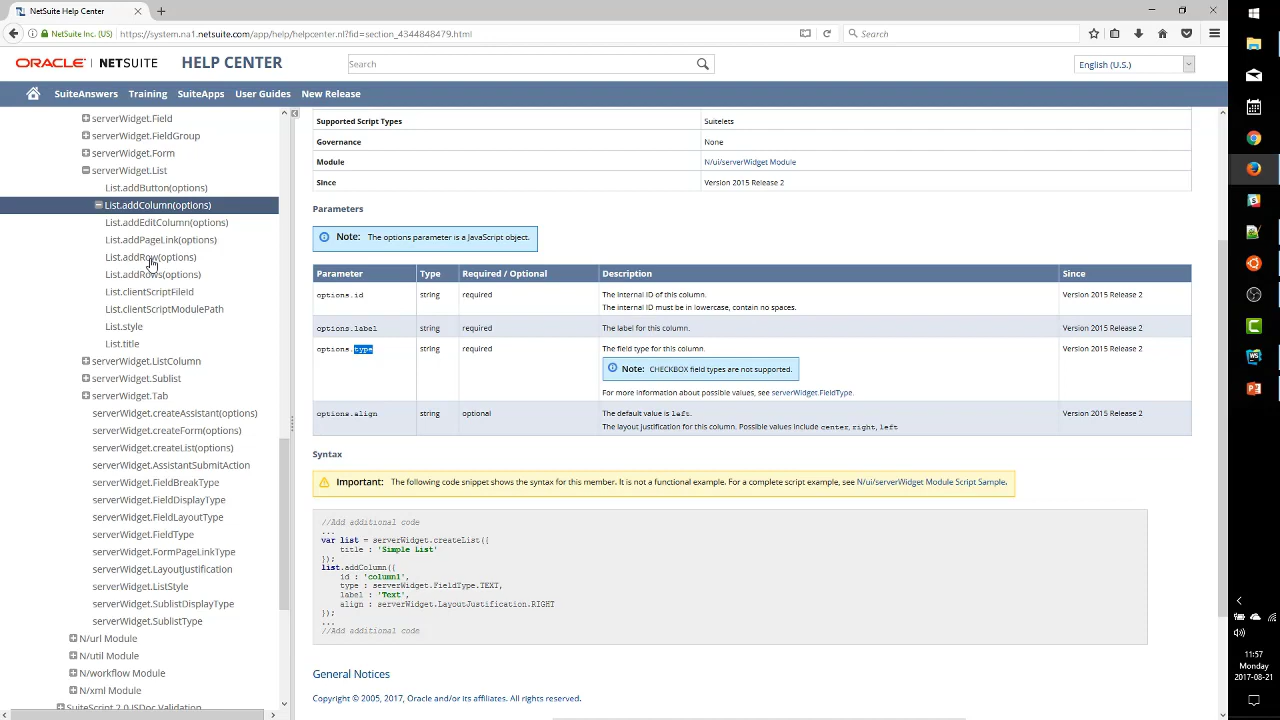 NetSuite Help Center
NetSuite Inc. (US)
https://system.na1.netsuite.com/app/help/helpcenter.nl?fid=section_4344848479.html
Search
ORACLE | NETSUITE HELP CENTER
Search
English (U.S.)
SuiteAnswers Training SuiteApps User Guides New Release
serverWidget.Field
serverWidget.FieldGroup
serverWidget.Form
serverWidget.List
List.addButton(options)
List.addColumn(options)
List.addEditColumn(options)
List.addPageLink(options)
List.addRow(options)
List.addRows(options)
List.clientScriptFileId
List.clientScriptModulePath
List.style
List.title
serverWidget.ListColumn
serverWidget.Sublist
serverWidget.Tab
serverWidget.createAssistant(options)
serverWidget.createForm(options)
serverWidget.createList(options)
serverWidget.AssistantSubmitAction
serverWidget.FieldBreakType
serverWidget.FieldDisplayType
serverWidget.FieldLayoutType
serverWidget.FieldType
serverWidget.FormPageLinkType
serverWidget.LayoutJustification
serverWidget.ListStyle
serverWidget.SublistDisplayType
serverWidget.SublistType
N/url Module
N/util Module
N/workflow Module
N/xml Module
SuiteScript 2.0 JSDoc Validation
Supported Script Types Suitelets
Governance None
Module N/ui/serverWidget Module
Since Version 2015 Release 2
Parameters
Note: The options parameter is a JavaScript object.
Parameter Type Required / Optional Description Since
options.id string required The internal ID of this column. Version 2015 Release 2
The internal ID must be in lowercase, contain no spaces.
options.label string required The label for this column. Version 2015 Release 2
options.type string required The field type for this column. Version 2015 Release 2
Note: CHECKBOX field types are not supported.
For more information about possible values, see serverWidget.FieldType.
options.align string optional The default value is left. Version 2015 Release 2
The layout justification for this column. Possible values include center, right, left
Syntax
Important: The following code snippet shows the syntax for this member. It is not a functional example. For a complete script example, see N/ui/serverWidget Module Script Sample.
//Add additional code
...
var list = serverWidget.createList({
title : 'Simple List'
});
list.addColumn({
id : 'column1',
type : serverWidget.FieldType.TEXT,
label : 'Text',
align : serverWidget.LayoutJustification.RIGHT
});
...
//Add additional code
General Notices
Copyright © 2005, 2017, Oracle and/or its affiliates. All rights reserved.
11:57
Monday
2017-08-21